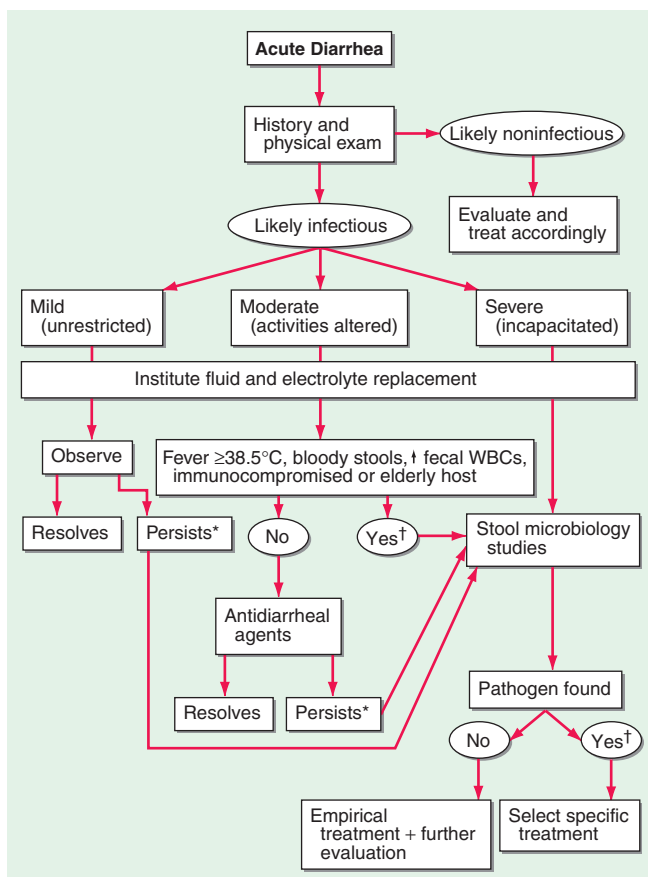 Acute Diarrhea
History and
physical exam
Likely noninfectious
Likely infectious
Evaluate and
treat accordingly
Mild
(unrestricted)
Moderate
(activities altered)
Severe
(incapacitated)
Institute fluid and electrolyte replacement
Observe
Fever ≥38.5°C, bloody stools, ↑ fecal WBCs,
immunocompromised or elderly host
Resolves
Persists*
No
Yes†
Stool microbiology
studies
Antidiarrheal
agents
Resolves
Persists*
Pathogen found
No
Yes†
Empirical
treatment + further
evaluation
Select specific
treatment